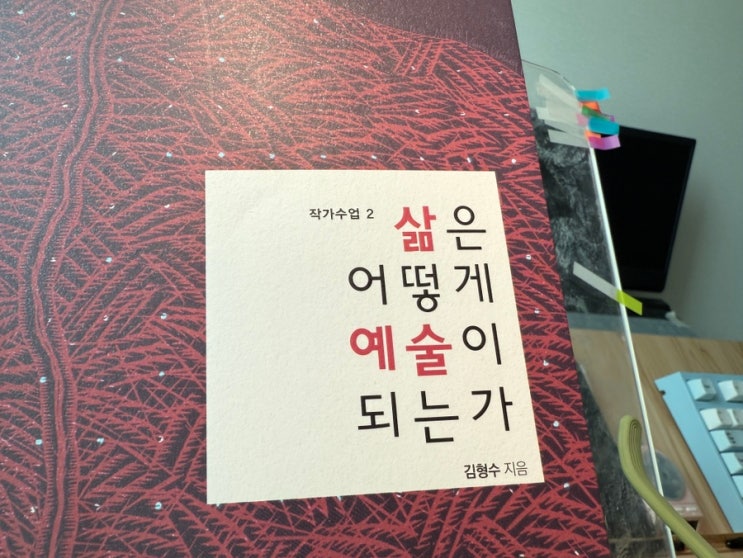 작가수업 2
삶은
어떻게
예술이
되는가
김형수 지음